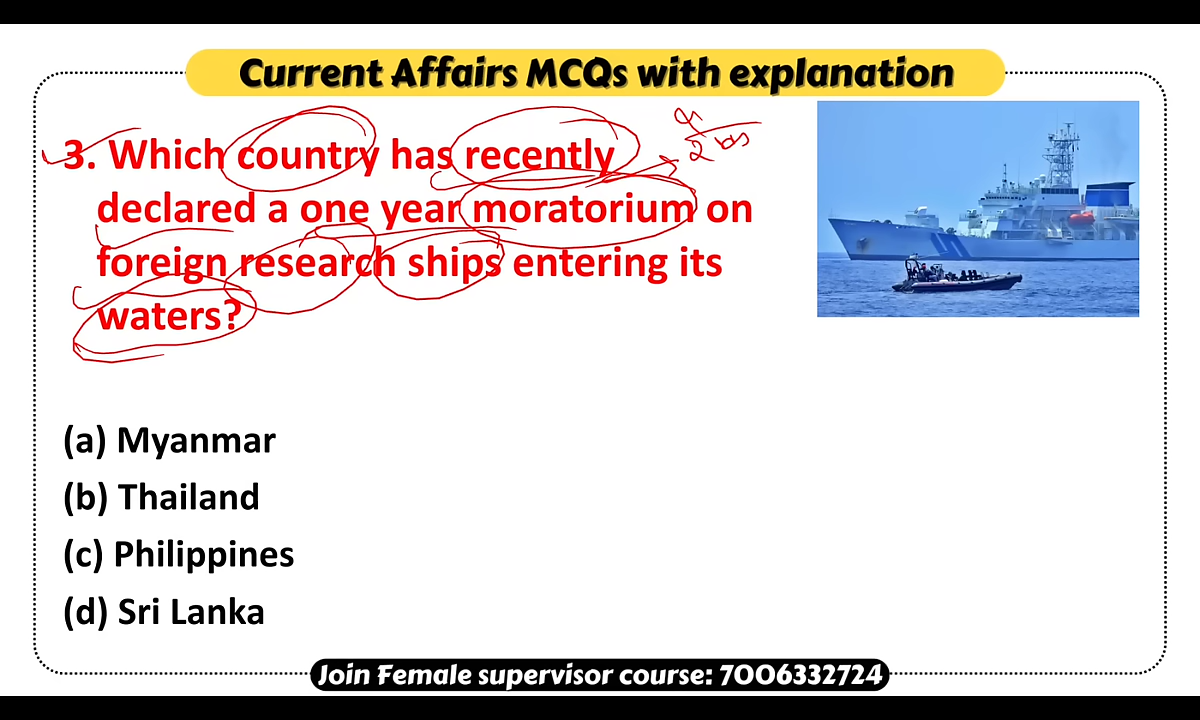 Current Affairs MCQs with explanation
3. Which country has recently
declared a one year moratorium on
foreign research ships entering its
waters?
(a) Myanmar
(b) Thailand
(c) Philippines
(d) Sri Lanka
Join Female supervisor course: 7006332724